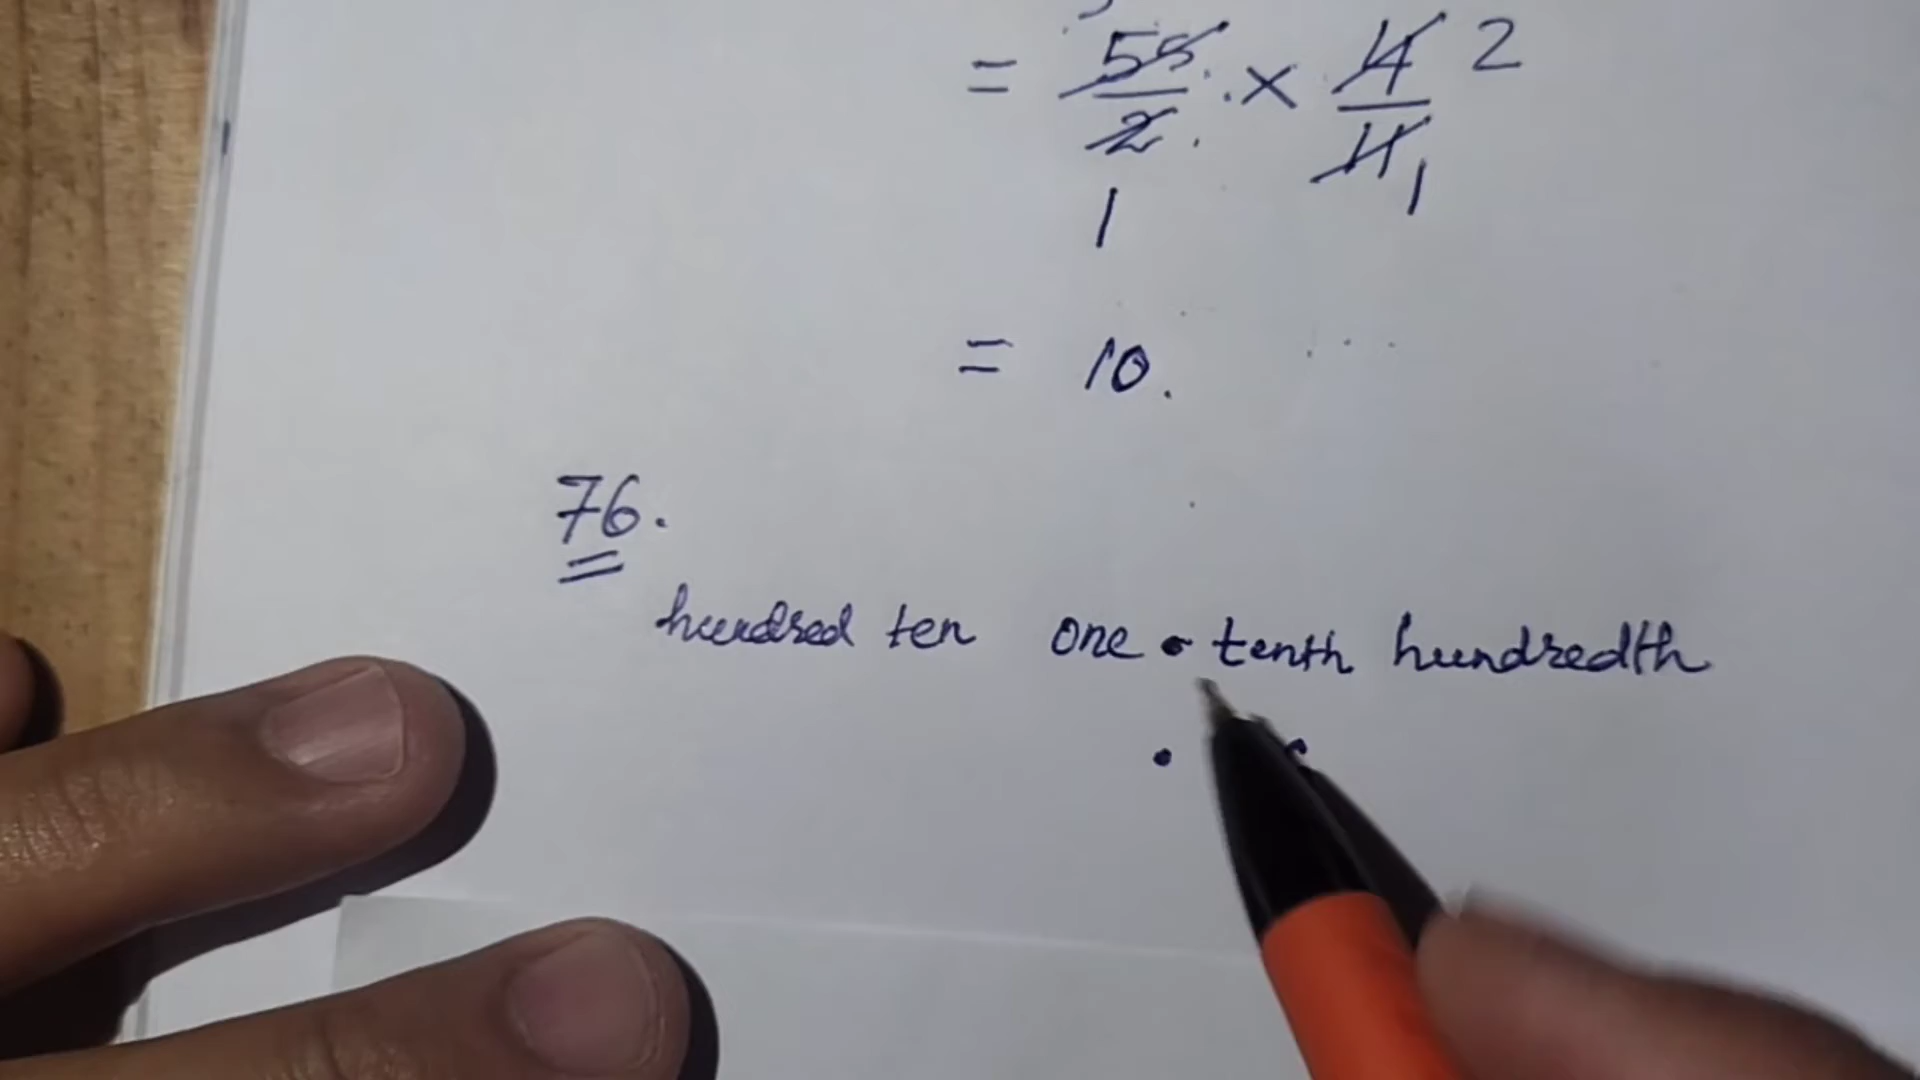 = 55/2 . × 4/11 2
1 1
= 10.
76.
hundred ten one . tenth hundredth
.